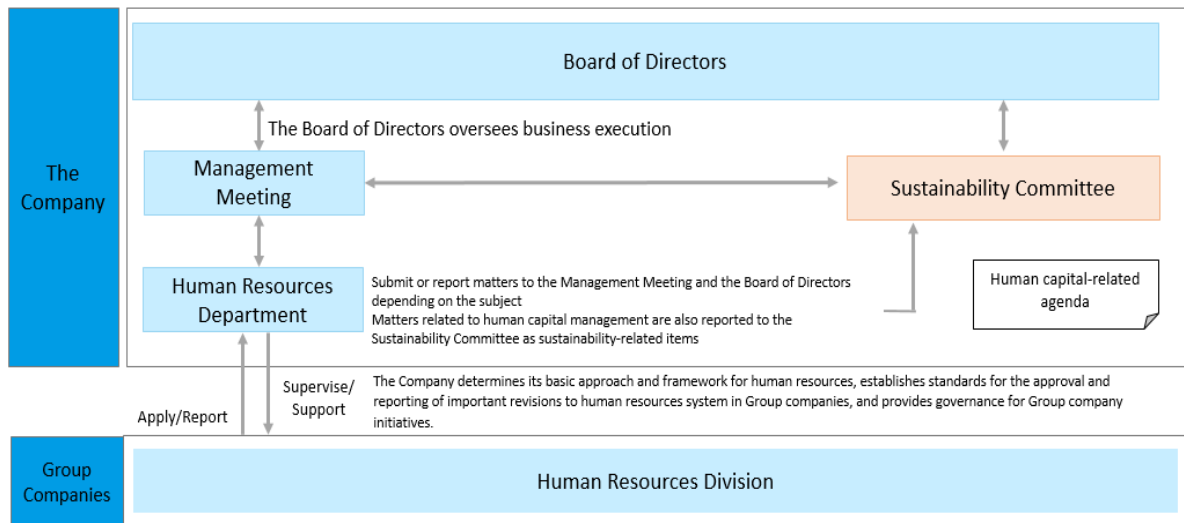 Board of Directors
The Board of Directors oversees business execution
The
Company
Management
Meeting
Sustainability Committee
Human Resources
Department
Submit or report matters to the Management Meeting and the Board of Directors
depending on the subject
Matters related to human capital management are also reported to the
Sustainability Committee as sustainability-related items
Human capital-related
agenda
Apply/Report
Supervise/
Support
The Company determines its basic approach and framework for human resources, establishes standards for the approval and
reporting of important revisions to human resources system in Group companies, and provides governance for Group company
initiatives.
Group
Companies
Human Resources Division